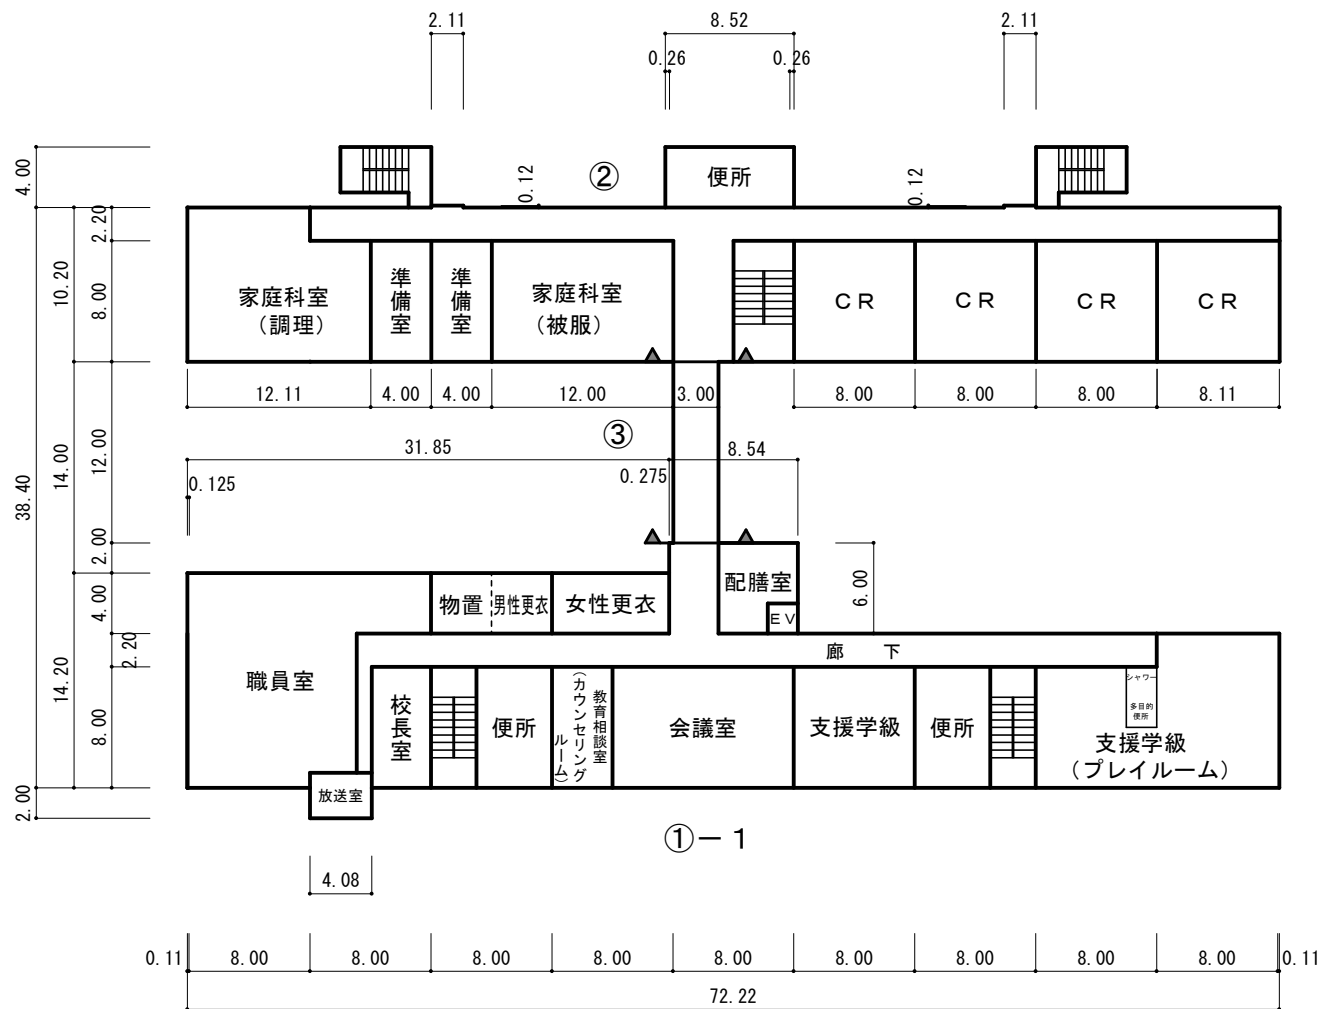 2.11
8.52
2.11
0.26
0.26
4.00
0.12
②
便所
0.12
2.20
10.20
8.00
家庭科室
(調理)
準備室
準備室
家庭科室
(被服)
CR
CR
CR
CR
12.11
4.00
4.00
12.00
3.00
8.00
8.00
8.00
8.11
③
31.85
8.54
0.125
0.275
38.40
14.00
12.00
2.00
4.00
2.20
14.20
8.00
2.00
物置
男性更衣
女性更衣
配膳室
EV
6.00
廊 下
職員室
校長室
便所
教育相談室
(カウンセリング
ルーム)
会議室
支援学級
便所
シャワー
多目的
便所
支援学級
(プレイルーム)
放送室
①-1
4.08
0.11
8.00
8.00
8.00
8.00
8.00
8.00
8.00
8.00
8.00
0.11
72.22